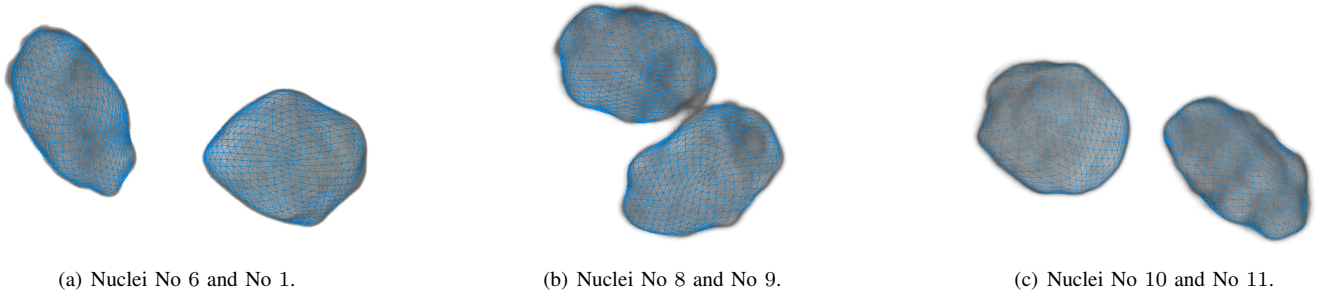 (a) Nuclei No 6 and No 1.
(b) Nuclei No 8 and No 9.
(c) Nuclei No 10 and No 11.